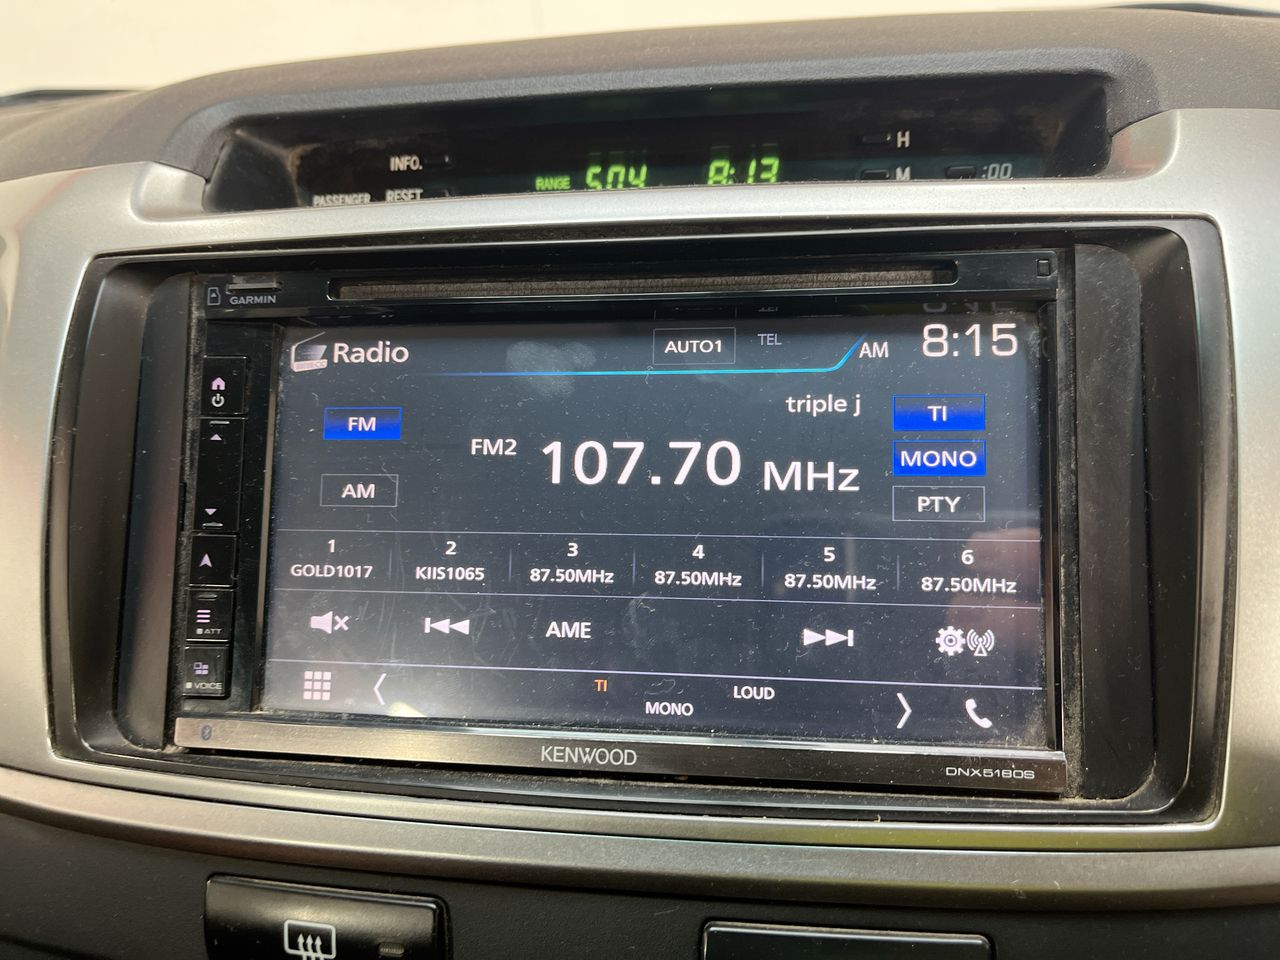 INFO.
H
PASSENGER RESET
RANGE 504 8:13
M :00
GARMIN
Radio AUTO1 TEL AM 8:15
triple j TI
FM FM2 107.70 MHz MONO
AM PTY
1 2 3 4 5 6
GOLD1017 KIIS1065 87.50MHz 87.50MHz 87.50MHz 87.50MHz
AME
ATT
VOICE
TI LOUD
MONO
KENWOOD
DNX5180S